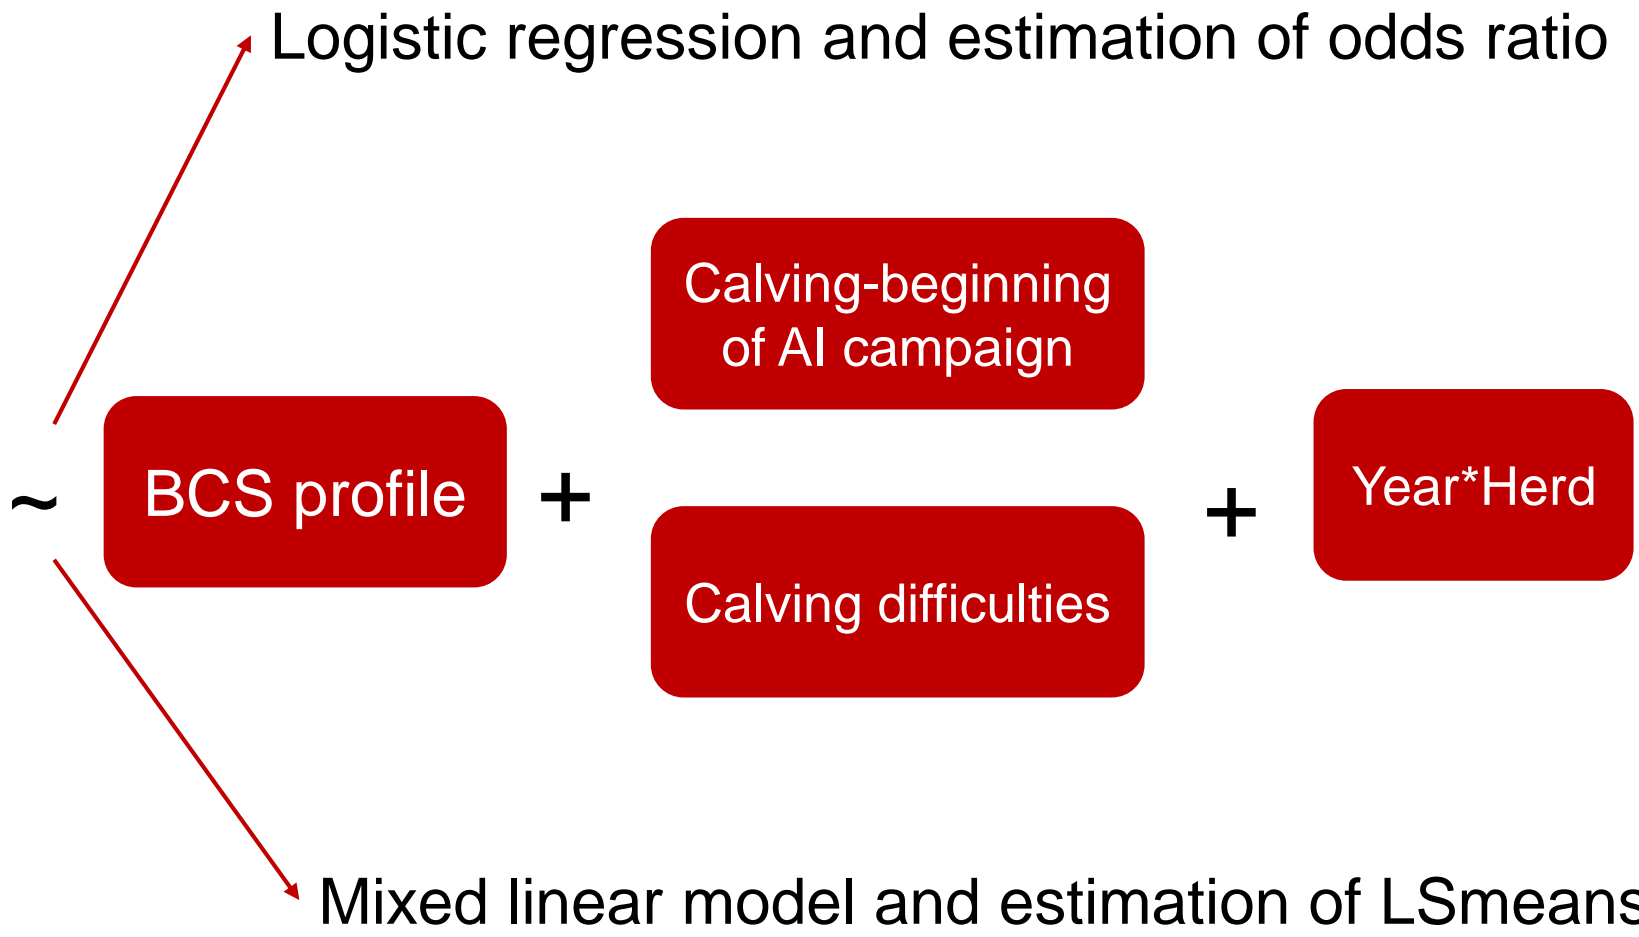 Logistic regression and estimation of odds ratio
Calving-beginning
of AI campaign
~ BCS profile + + Year*Herd
Calving difficulties
Mixed linear model and estimation of LSmeans